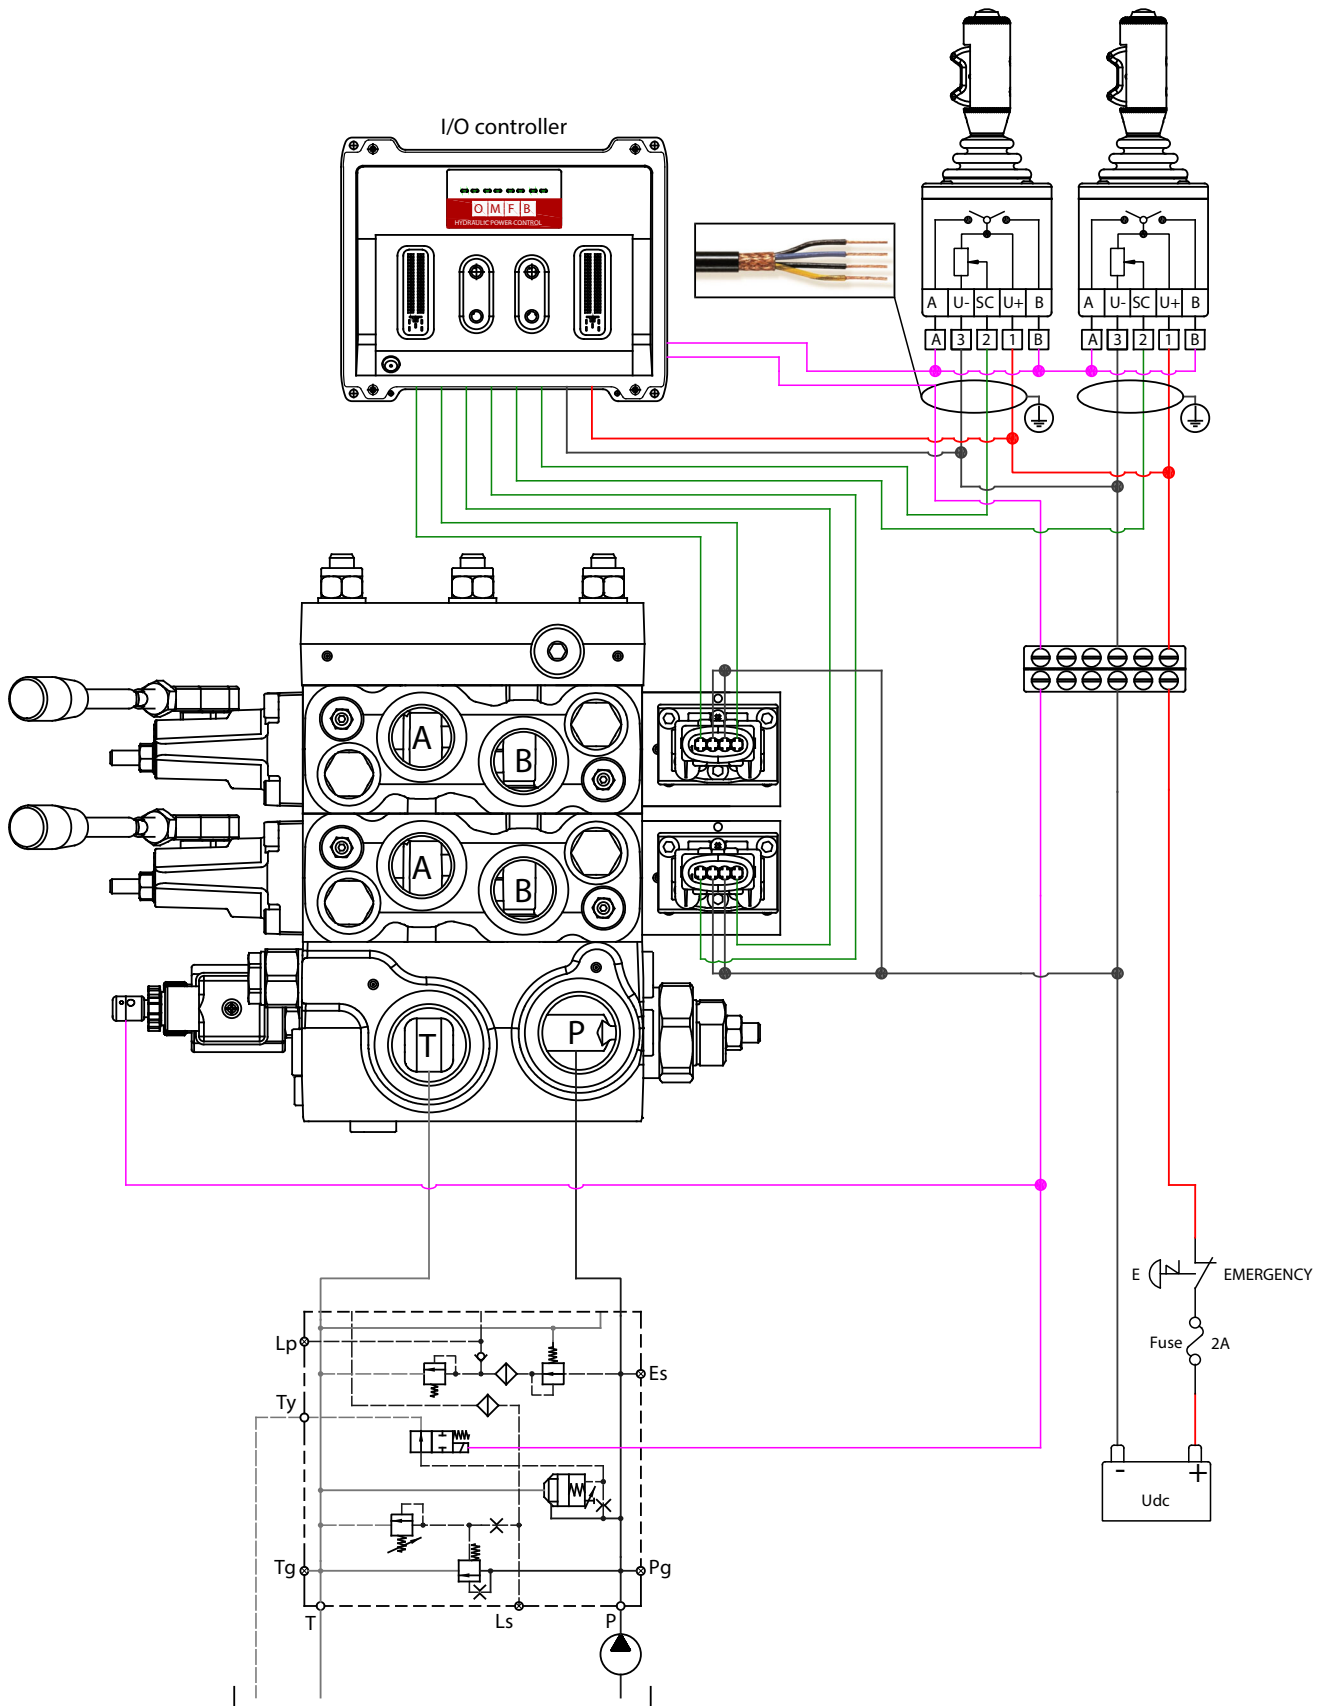 I/O controller
O M F B
HYDRAULIC POWER CONTROL
A U- SC U+ B
A U- SC U+ B
A 3 2 1 B
A 3 2 1 B
A
B
A
B
T
P
E
EMERGENCY
Fuse 2A
Lp
Es
Ty
- +
Udc
Tg
Pg
T
Ls
P